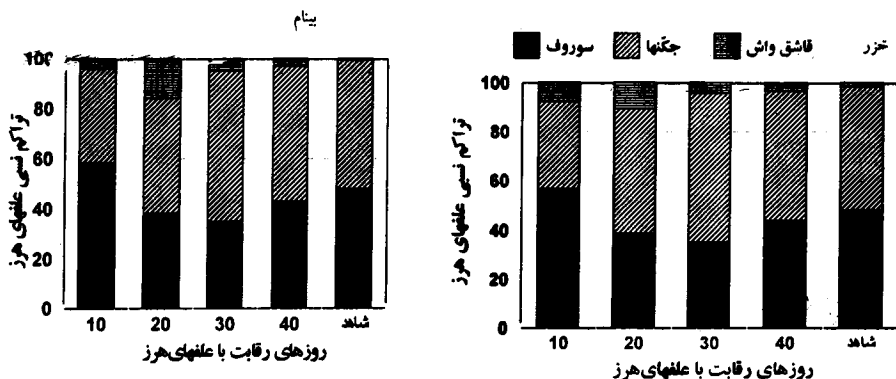 بینام
100
80
60
40
20
0
تراکم نسبی علفهای هرز
10 20 30 40 شاهد
روزهای رقابت با علفهای‌هرز
خزر
سوروف جگنها قاشق واش
100
80
60
40
20
0
تراکم نسبی علفهای هرز
10 20 30 40 شاهد
روزهای رقابت با علفهای‌هرز